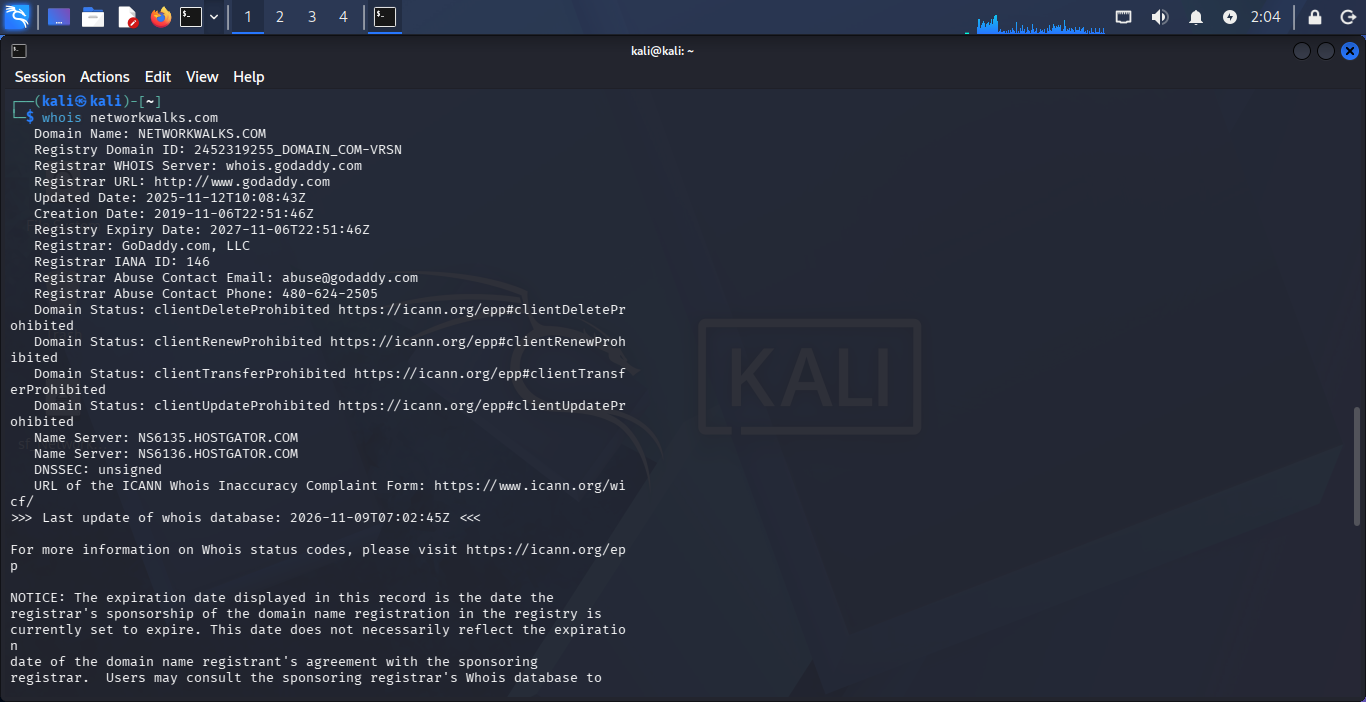 1 2 3 4 2:04
kali@kali: ~
Session Actions Edit View Help
┌──(kali㉿kali)-[~]
└─$ whois networkwalks.com
Domain Name: NETWORKWALKS.COM
Registry Domain ID: 2452319255_DOMAIN_COM-VRSN
Registrar WHOIS Server: whois.godaddy.com
Registrar URL: http://www.godaddy.com
Updated Date: 2025-11-12T10:08:43Z
Creation Date: 2019-11-06T22:51:46Z
Registry Expiry Date: 2027-11-06T22:51:46Z
Registrar: GoDaddy.com, LLC
Registrar IANA ID: 146
Registrar Abuse Contact Email: abuse@godaddy.com
Registrar Abuse Contact Phone: 480-624-2505
Domain Status: clientDeleteProhibited https://icann.org/epp#clientDeletePr
ohibited
Domain Status: clientRenewProhibited https://icann.org/epp#clientRenewProh
ibited
Domain Status: clientTransferProhibited https://icann.org/epp#clientTransf
erProhibited
Domain Status: clientUpdateProhibited https://icann.org/epp#clientUpdatePr
ohibited
Name Server: NS6135.HOSTGATOR.COM
Name Server: NS6136.HOSTGATOR.COM
DNSSEC: unsigned
URL of the ICANN Whois Inaccuracy Complaint Form: https://www.icann.org/wi
cf/
>>> Last update of whois database: 2026-11-09T07:02:45Z <<<
For more information on Whois status codes, please visit https://icann.org/ep
p
NOTICE: The expiration date displayed in this record is the date the
registrar's sponsorship of the domain name registration in the registry is
currently set to expire. This date does not necessarily reflect the expiratio
n
date of the domain name registrant's agreement with the sponsoring
registrar.  Users may consult the sponsoring registrar's Whois database to
KALI